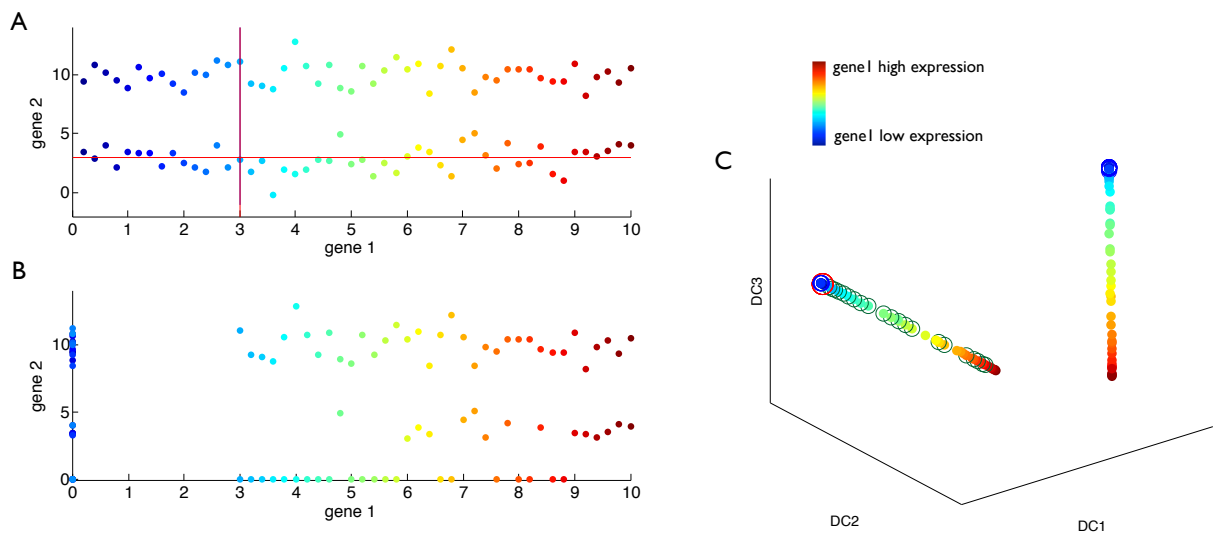 A
gene 2
10
5
0
0 1 2 3 4 5 6 7 8 9 10
gene 1
B
gene 2
10
5
0
0 1 2 3 4 5 6 7 8 9 10
gene 1
gene1 high expression
gene1 low expression
C
DC3
DC2
DC1